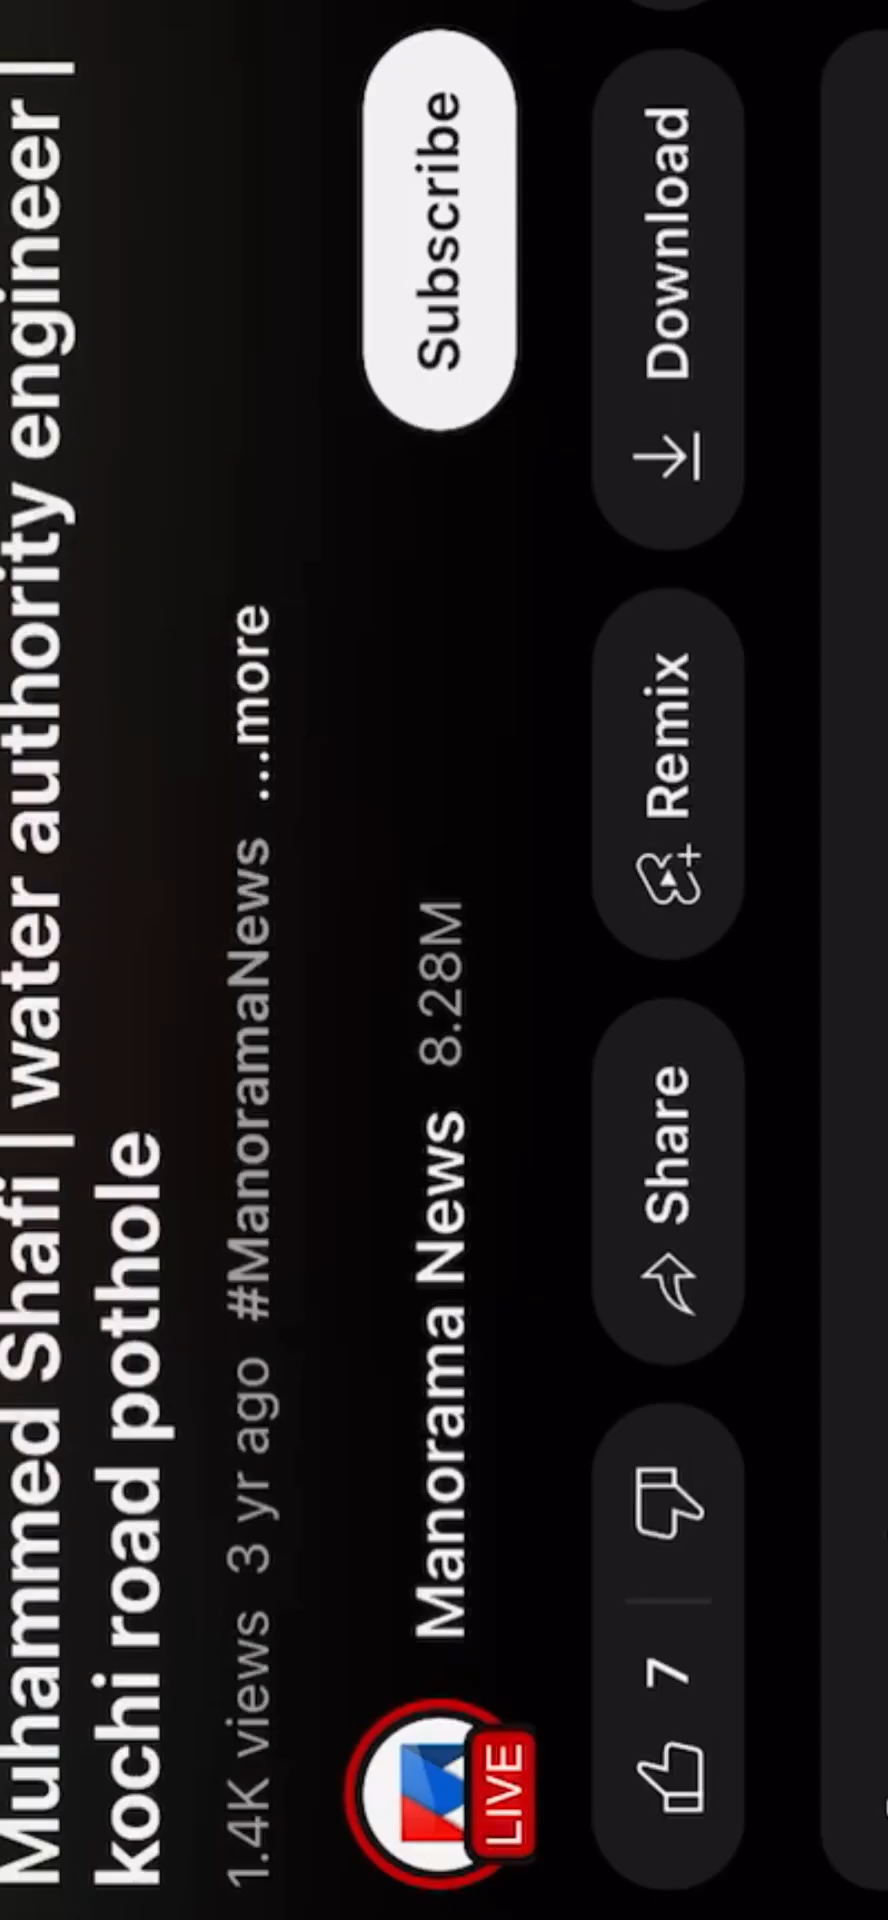 Muhammed Shafi | water authority engineer |
kochi road pothole
1.4K views 3 yr ago #ManoramaNews ...more
Manorama News 8.28M
Subscribe
LIVE
7
Share
Remix
Download